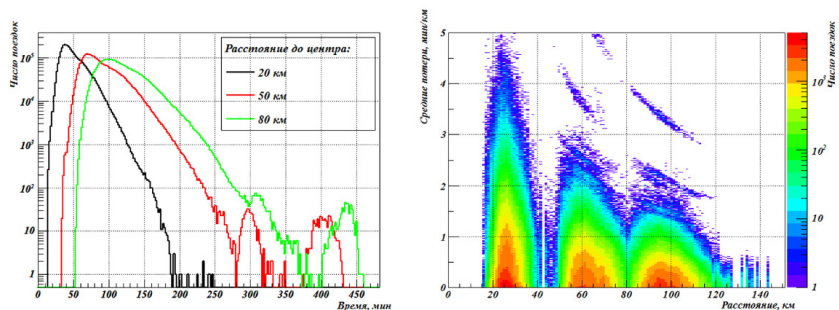 Число поездок
10⁵
10⁴
10³
10²
10
1
Расстояние до центра:
20 км
50 км
80 км
0 50 100 150 200 250 300 350 400 450
Время, мин
Средние потери, мин/км
5
4
3
2
1
0
0 20 40 60 80 100 120 140
Расстояние, км
Число поездок
10³
10²
10
1